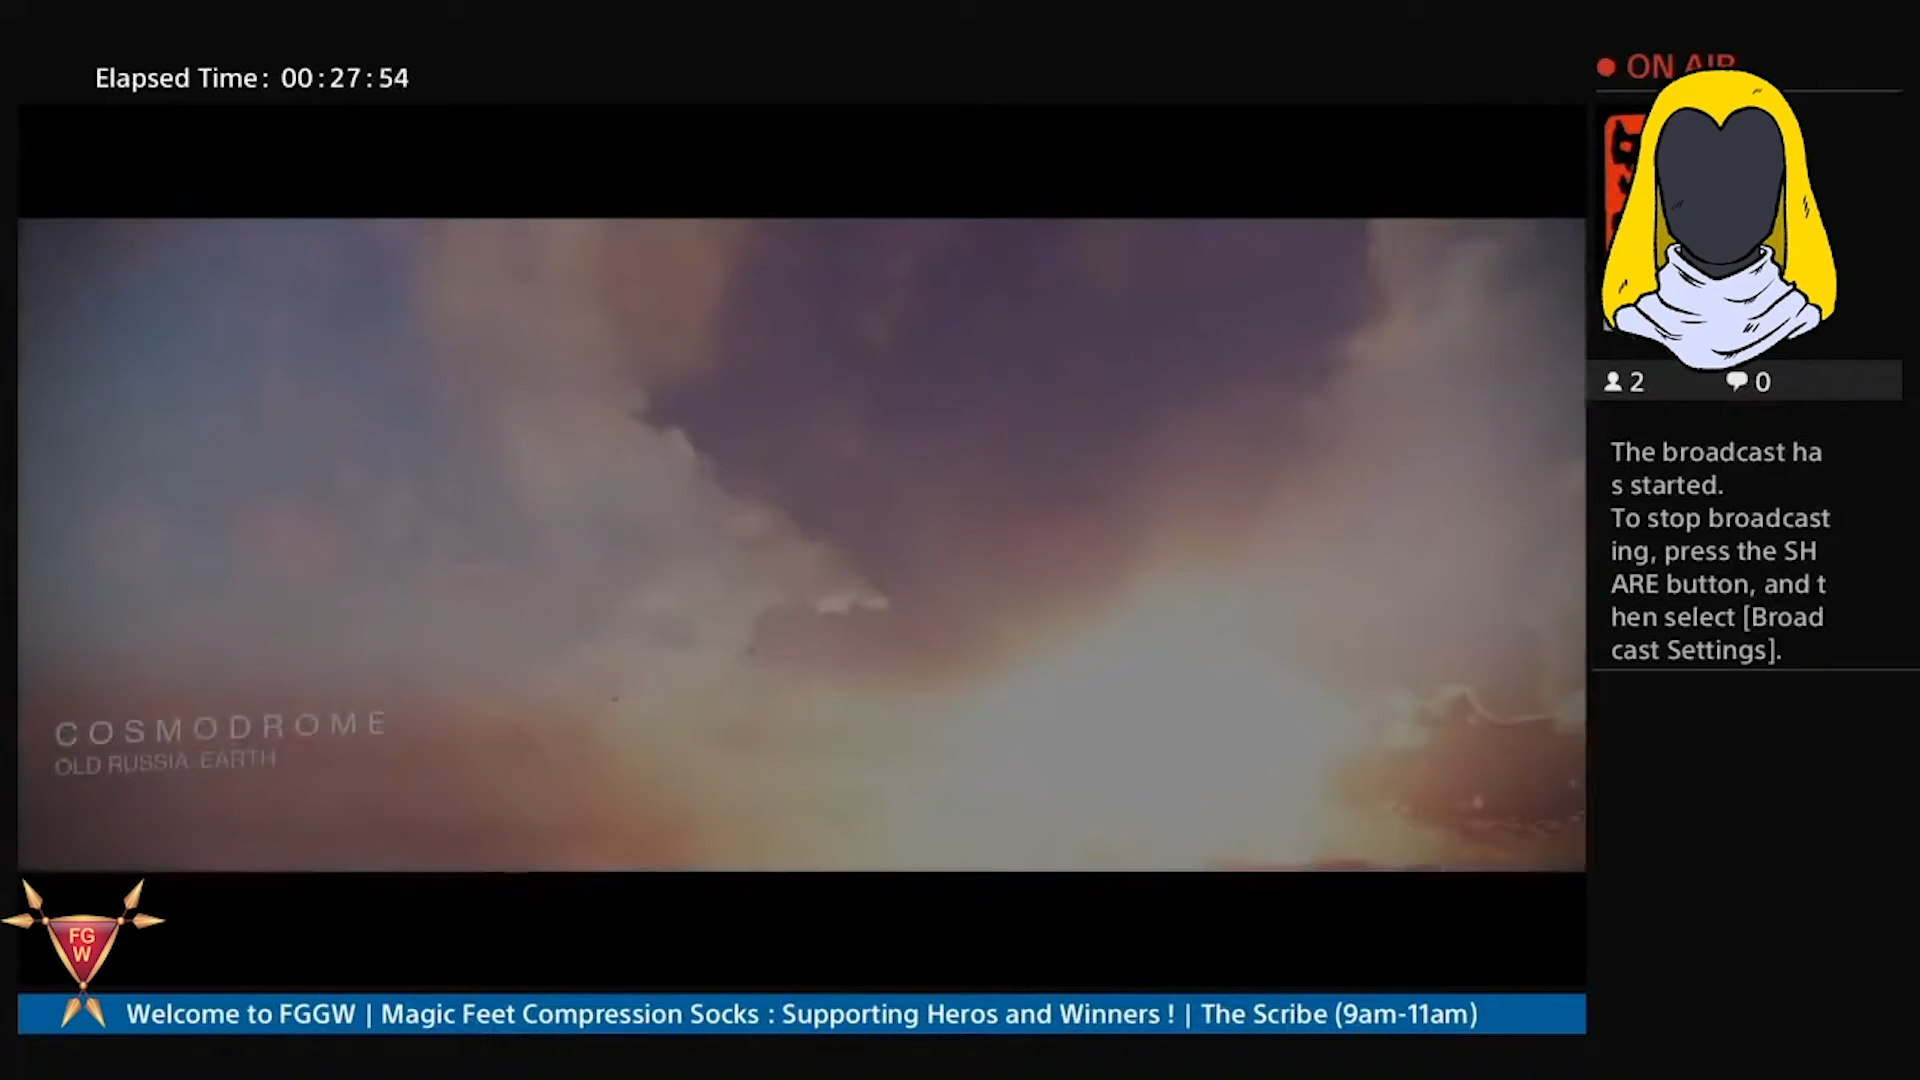 Elapsed Time: 00:27:54
ON AIR
2
0
The broadcast ha
s started.
To stop broadcast
ing, press the SH
ARE button, and t
hen select [Broad
cast Settings].
COSMODROME
OLD RUSSIA, EARTH
FG
W
Welcome to FGGW | Magic Feet Compression Socks : Supporting Heros and Winners ! | The Scribe (9am-11am)